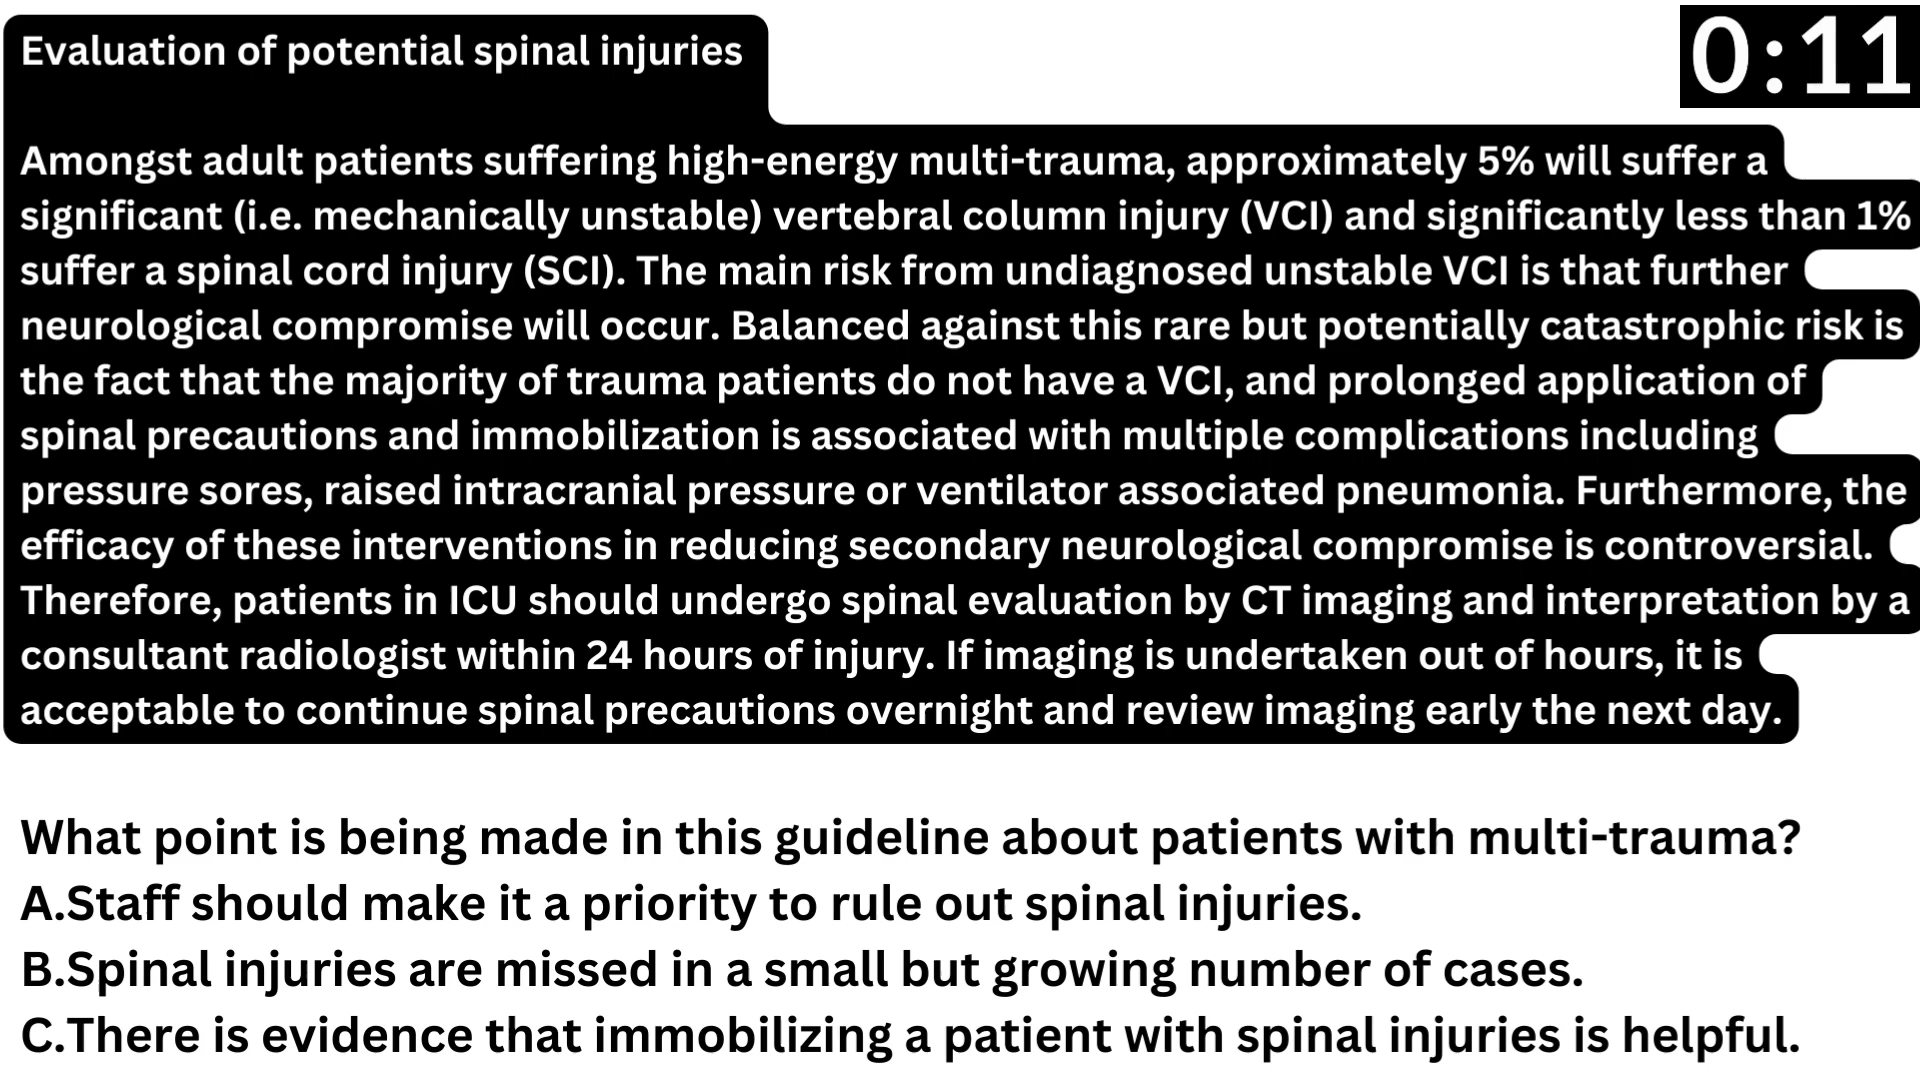 Evaluation of potential spinal injuries
0:11
Amongst adult patients suffering high-energy multi-trauma, approximately 5% will suffer a
significant (i.e. mechanically unstable) vertebral column injury (VCI) and significantly less than 1%
suffer a spinal cord injury (SCI). The main risk from undiagnosed unstable VCI is that further
neurological compromise will occur. Balanced against this rare but potentially catastrophic risk is
the fact that the majority of trauma patients do not have a VCI, and prolonged application of
spinal precautions and immobilization is associated with multiple complications including
pressure sores, raised intracranial pressure or ventilator associated pneumonia. Furthermore, the
efficacy of these interventions in reducing secondary neurological compromise is controversial.
Therefore, patients in ICU should undergo spinal evaluation by CT imaging and interpretation by a
consultant radiologist within 24 hours of injury. If imaging is undertaken out of hours, it is
acceptable to continue spinal precautions overnight and review imaging early the next day.
What point is being made in this guideline about patients with multi-trauma?
A.Staff should make it a priority to rule out spinal injuries.
B.Spinal injuries are missed in a small but growing number of cases.
C.There is evidence that immobilizing a patient with spinal injuries is helpful.